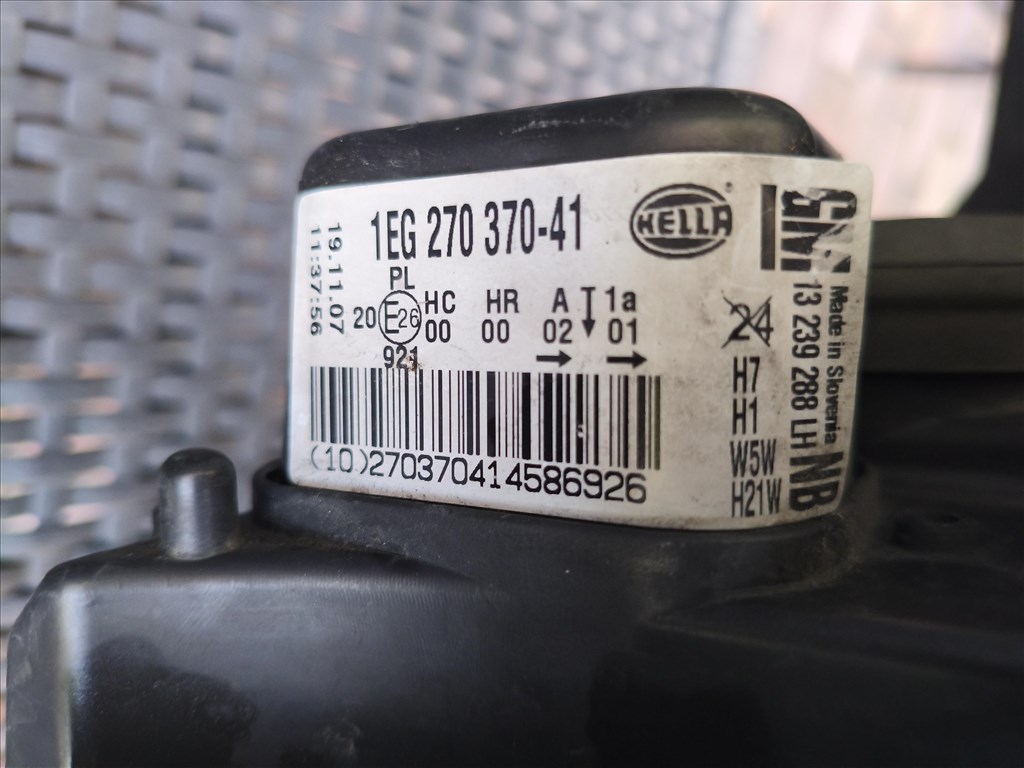 1EG 270 370-41
HELLA
GM
19.11.07
11:37:56
PL
20 E26 HC HR A 1a
00 00 02 01
921
24
H7
H1
W5W
H21W
(10)270370414586926
13 239 288 LH NB
Made in Slovenia